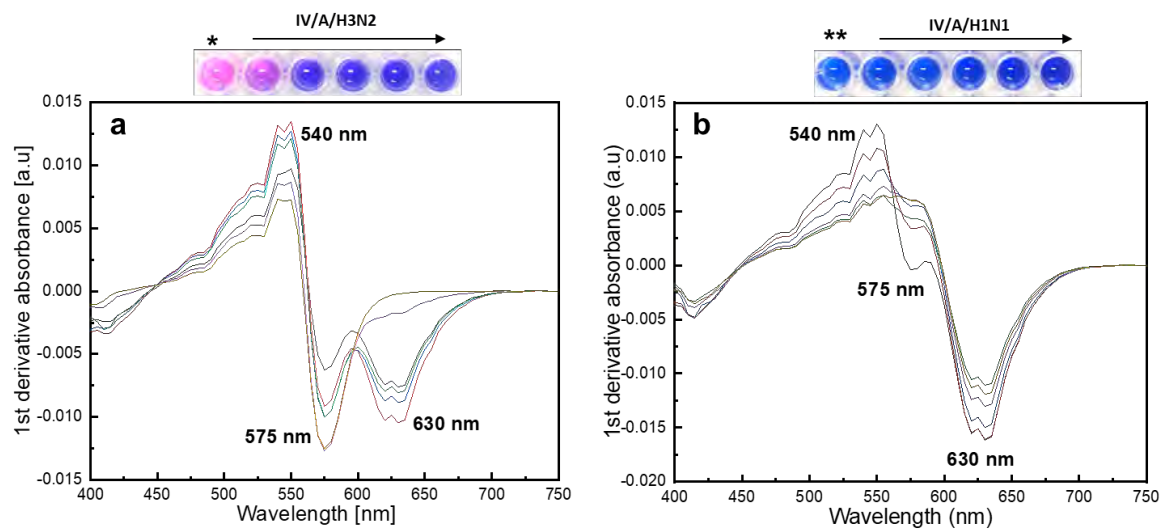 IV/A/H3N2
*
a
540 nm
575 nm
630 nm
0.015
0.010
0.005
0.000
-0.005
-0.010
-0.015
400 450 500 550 600 650 700 750
1st derivative absorbance [a.u]
Wavelength [nm]
IV/A/H1N1
**
b
540 nm
575 nm
630 nm
0.015
0.010
0.005
0.000
-0.005
-0.010
-0.015
-0.020
400 450 500 550 600 650 700 750
1st derivative absorbance (a.u)
Wavelength (nm)